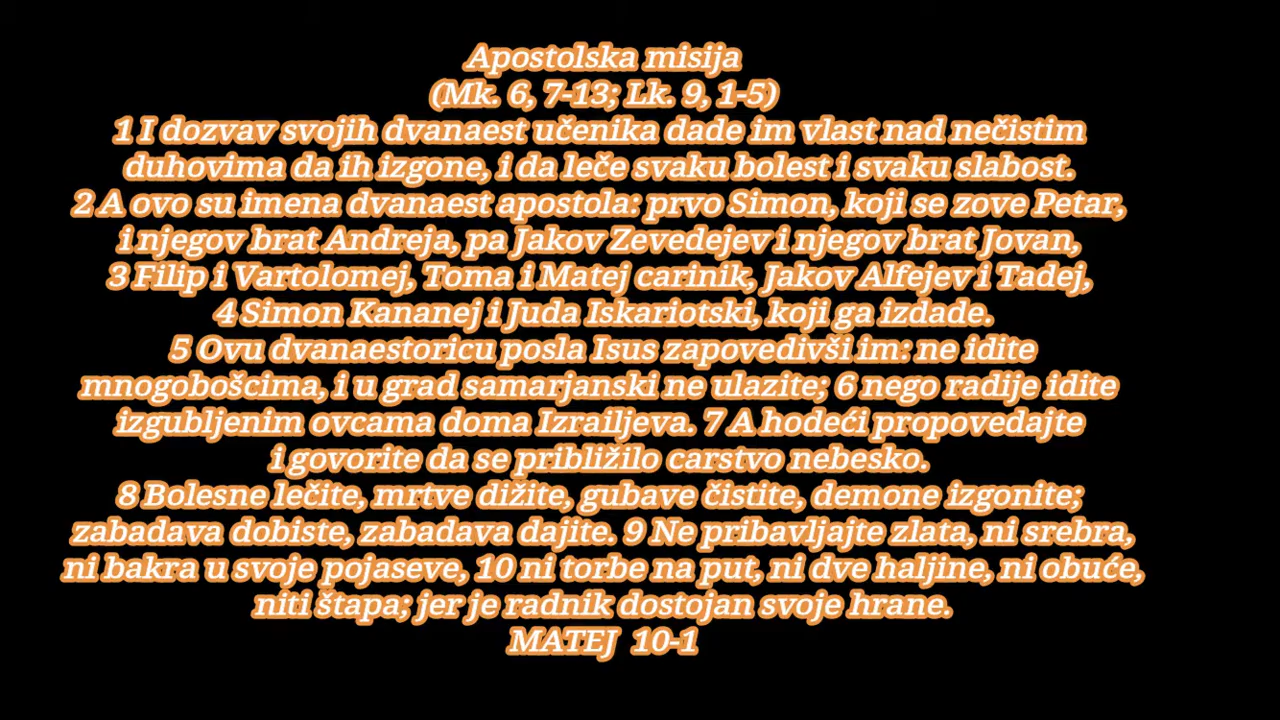 Apostolska misija
(Mk. 6, 7-13; Lk. 9, 1-5)
1 I dozvav svojih dvanaest učenika dade im vlast nad nečistim
duhovima da ih izgone, i da leče svaku bolest i svaku slabost.
2 A ovo su imena dvanaest apostola: prvo Simon, koji se zove Petar,
i njegov brat Andreja, pa Jakov Zevedejev i njegov brat Jovan,
3 Filip i Vartolomej, Toma i Matej carinik, Jakov Alfejev i Tadej,
4 Simon Kananej i Juda Iskariotski, koji ga izdade.
5 Ovu dvanaestoricu posla Isus zapovedivši im: ne idite
mnogobošcima, i u grad samarjanski ne ulazite; 6 nego radije idite
izgubljenim ovcama doma Izrailjeva. 7 A hodeći propovedajte
i govorite da se približilo carstvo nebesko.
8 Bolesne lečite, mrtve dižite, gubave čistite, demone izgonite;
zabadava dobiste, zabadava dajite. 9 Ne pribavljajte zlata, ni srebra,
ni bakra u svoje pojaseve, 10 ni torbe na put, ni dve haljine, ni obuće,
niti štapa; jer je radnik dostojan svoje hrane.
MATEJ 10-1